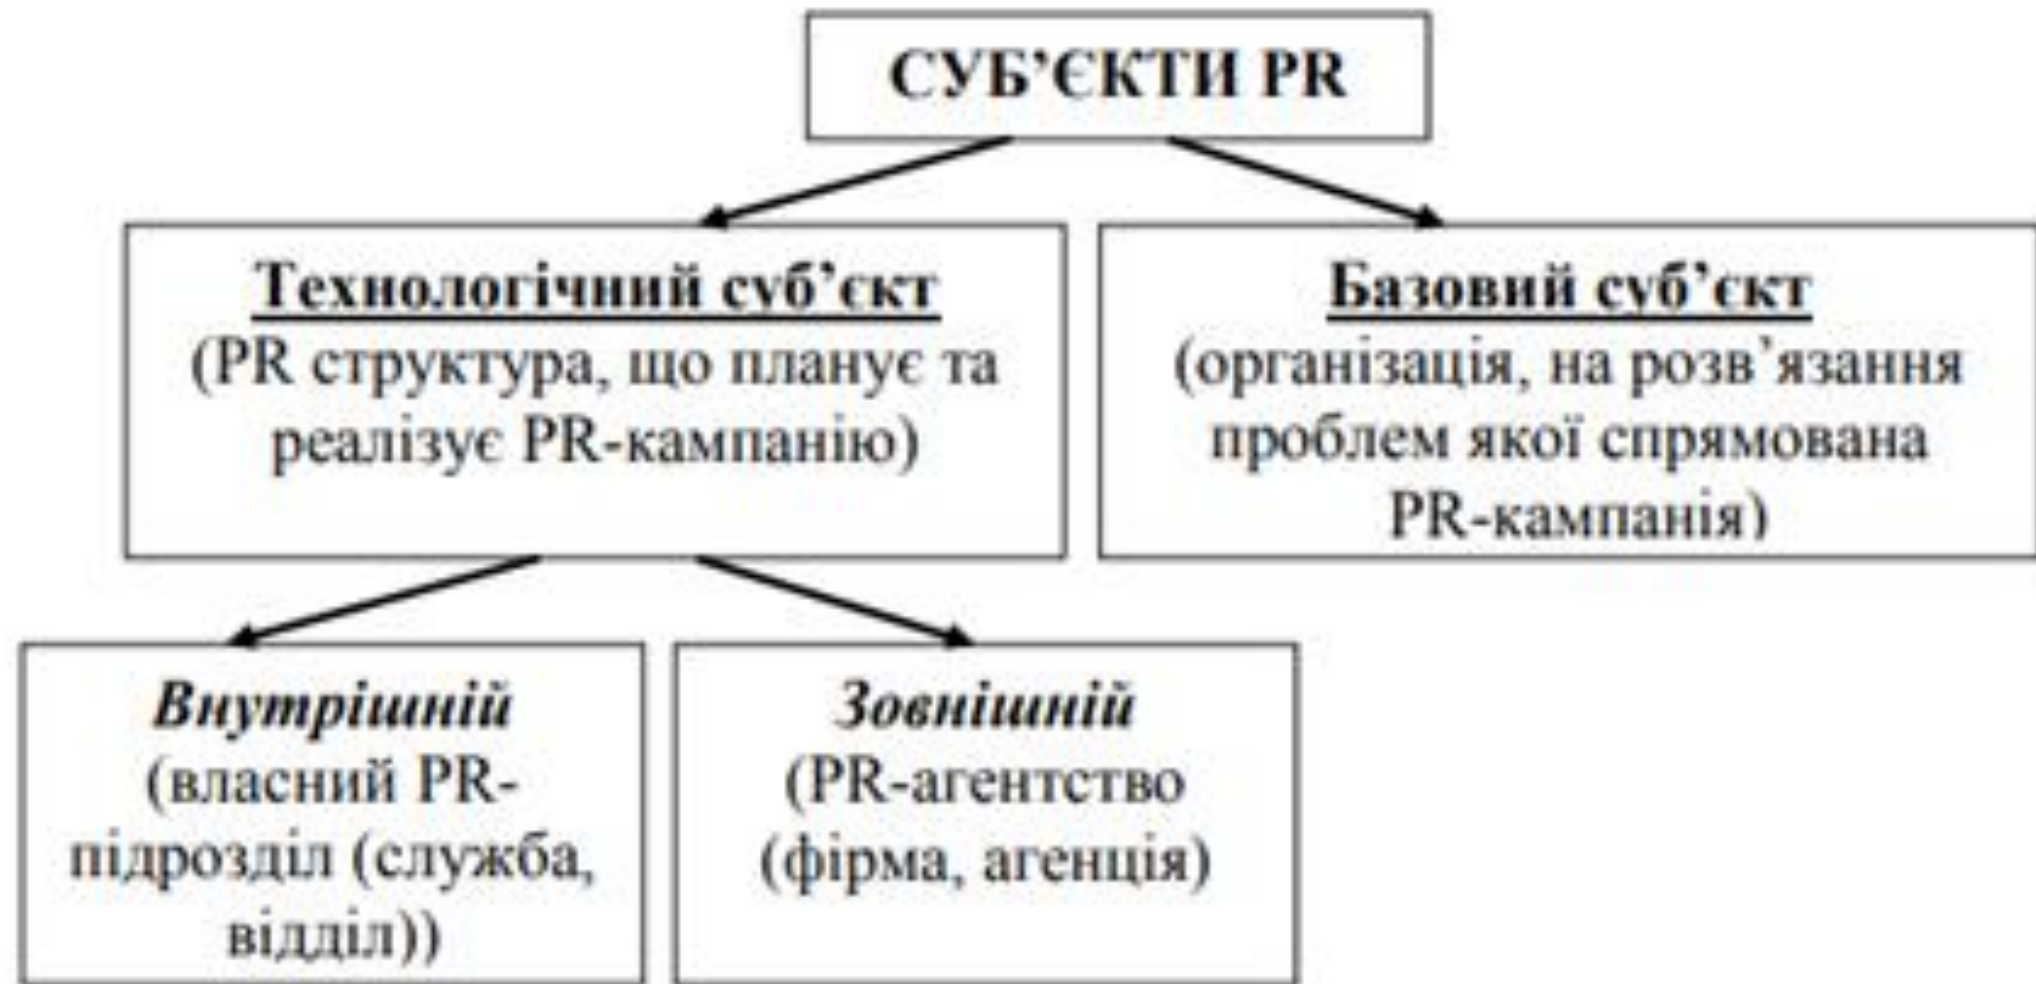 СУБ’ЄКТИ PR
Технологічний суб’єкт
(PR структура, що планує та
реалізує PR-кампанію)
Базовий суб’єкт
(організація, на розв’язання
проблем якої спрямована
PR-кампанія)
Внутрішній
(власний PR-
підрозділ (служба,
відділ))
Зовнішній
(PR-агентство
(фірма, агенція)